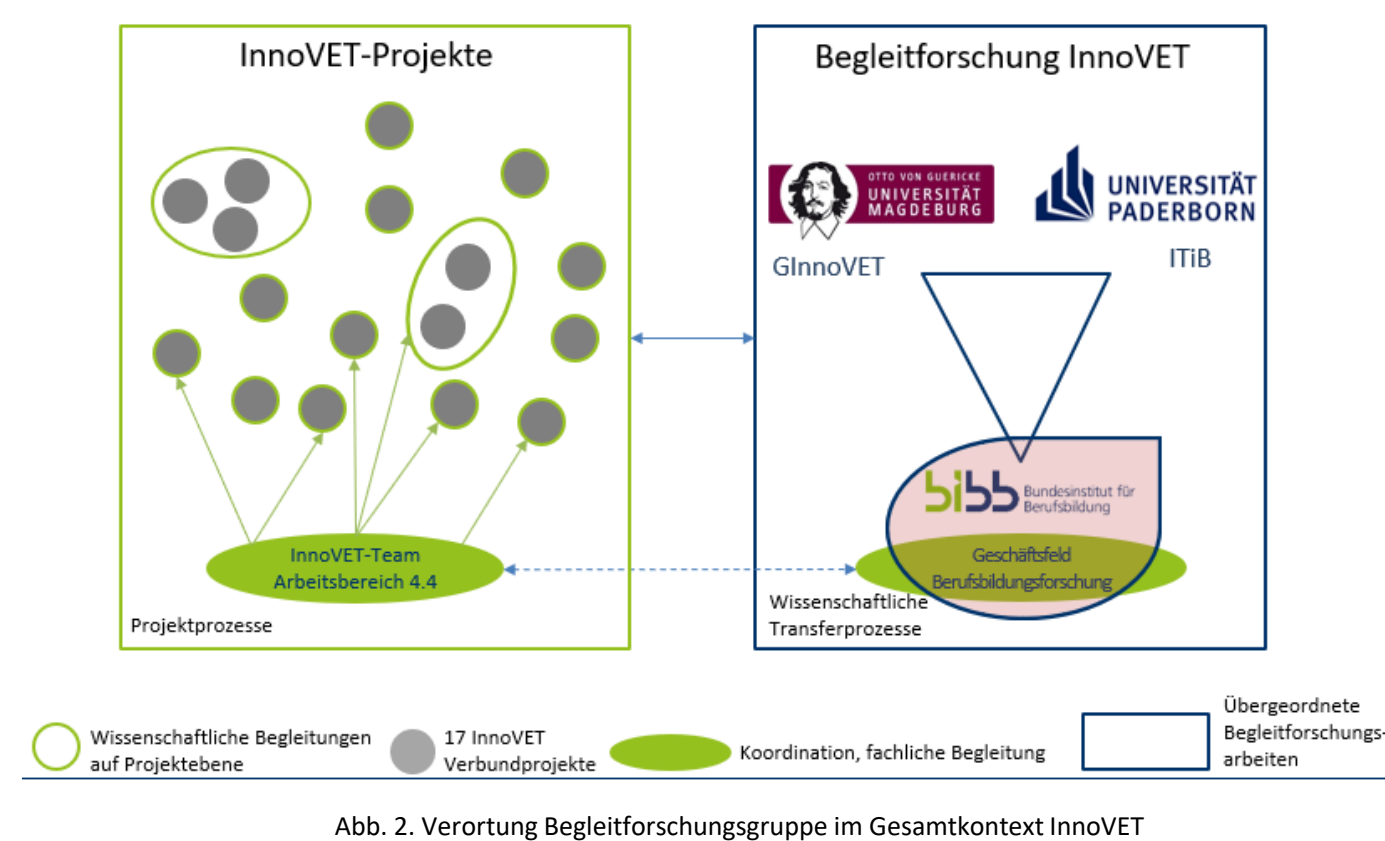 InnoVET-Projekte
InnoVET-Team
Arbeitsbereich 4.4
Projektprozesse
Begleitforschung InnoVET
OTTO VON GUERICKE
UNIVERSITÄT
MAGDEBURG
GInnoVET
UNIVERSITÄT
PADERBORN
ITiB
bibb
Bundesinstitut für
Berufsbildung
Geschäftsfeld
Berufsbildungsforschung
Wissenschaftliche
Transferprozesse
Wissenschaftliche Begleitungen
auf Projektebene
17 InnoVET
Verbundprojekte
Koordination, fachliche Begleitung
Übergeordnete
Begleitforschungs-
arbeiten
Abb. 2. Verortung Begleitforschungsgruppe im Gesamtkontext InnoVET